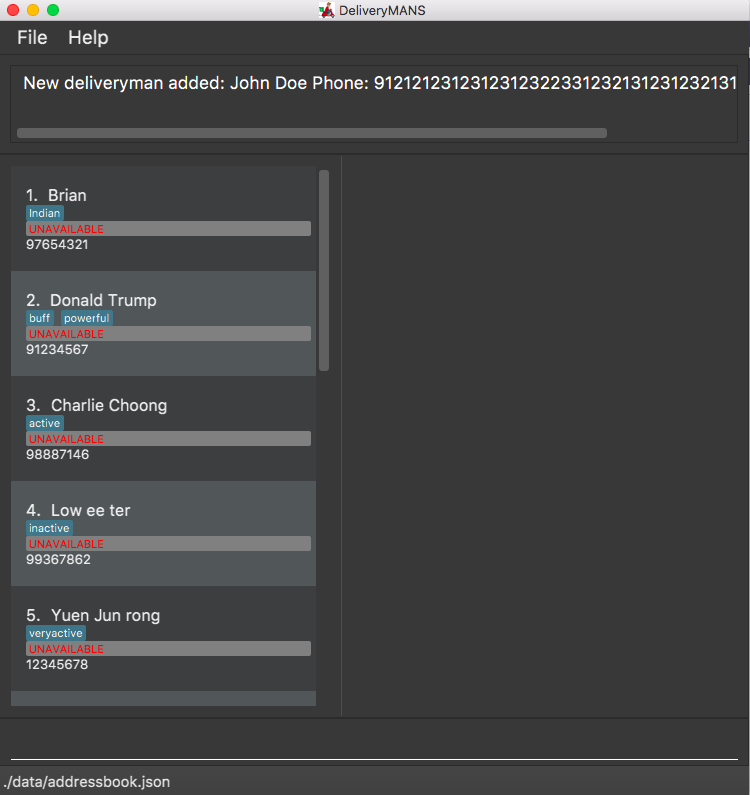 DeliveryMANS
File Help
New deliveryman added: John Doe Phone: 9121212312312312322331232131231232131
1. Brian
Indian
UNAVAILABLE
97654321
2. Donald Trump
buff powerful
UNAVAILABLE
91234567
3. Charlie Choong
active
UNAVAILABLE
98887146
4. Low ee ter
inactive
UNAVAILABLE
99367862
5. Yuen Jun rong
veryactive
UNAVAILABLE
12345678
./data/addressbook.json